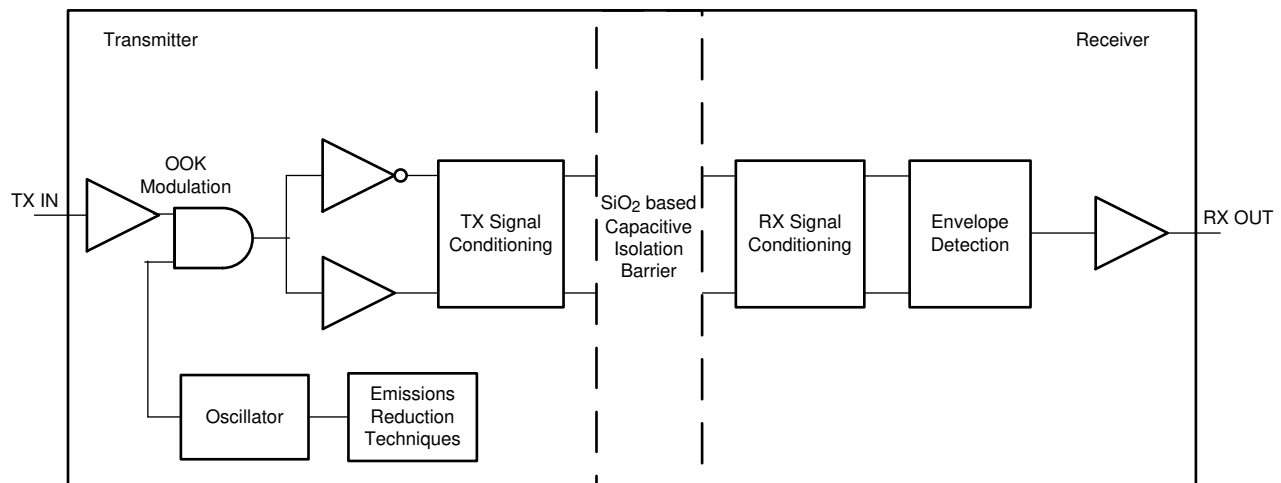 Transmitter
Receiver
OOK
Modulation
TX IN
TX Signal
Conditioning
SiO2 based
Capacitive
Isolation
Barrier
RX Signal
Conditioning
Envelope
Detection
RX OUT
Oscillator
Emissions
Reduction
Techniques